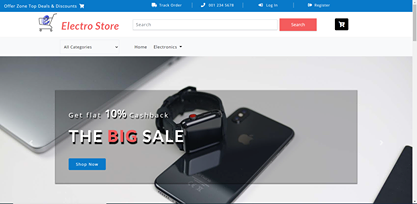 Offer Zone Top Deals & Discounts
Track Order
001 234 5678
Log In
Register
Electro Store
Search
Search
All Categories
Home
Electronics
Get flat 10% Cashback
THE BIG SALE
Shop Now